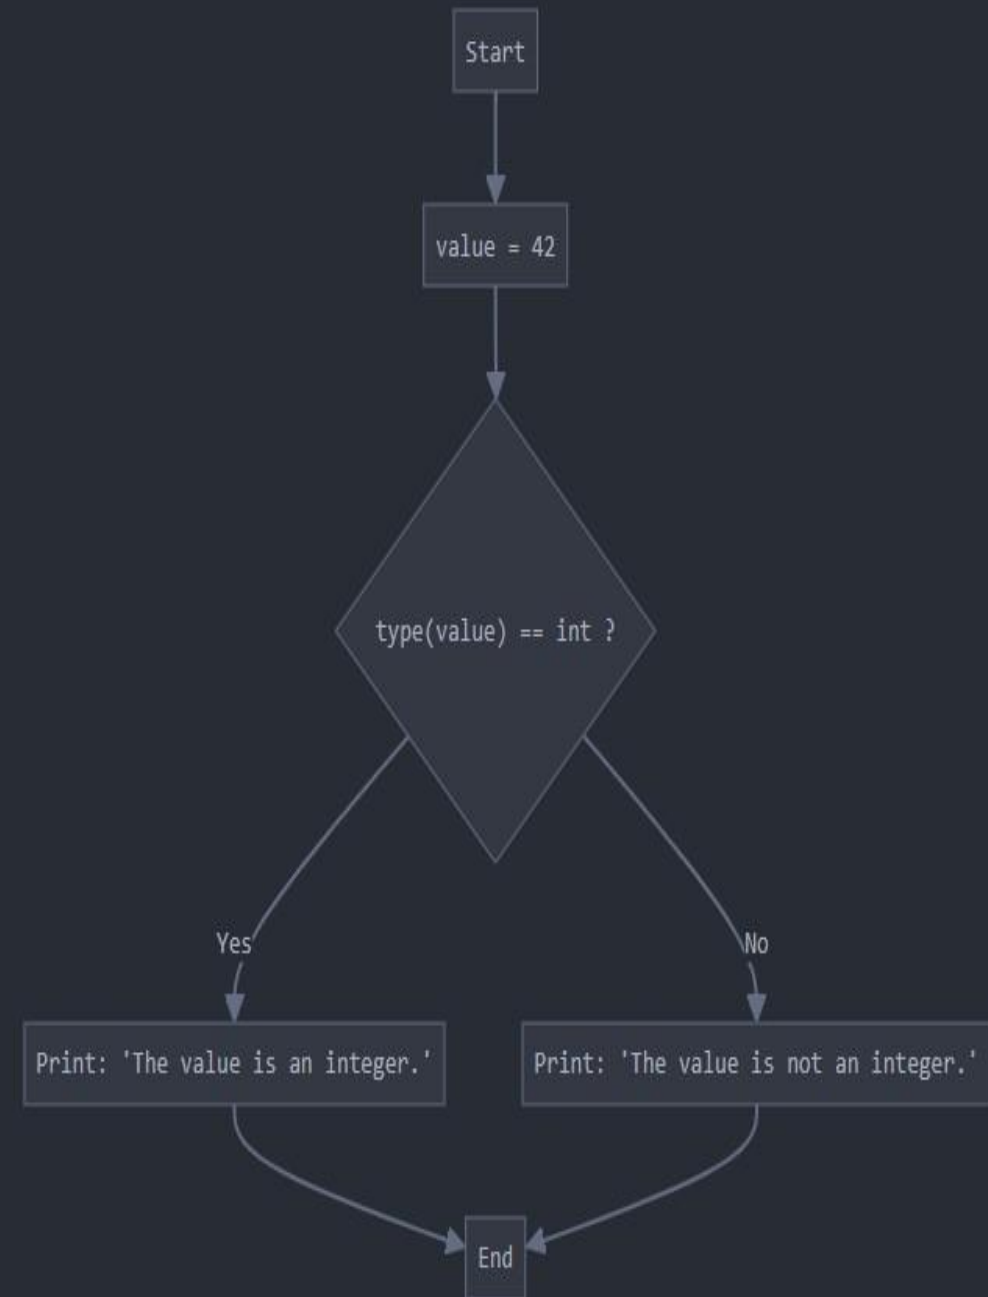 Start
value = 42
type(value) == int ?
Yes
No
Print: 'The value is an integer.'
Print: 'The value is not an integer.'
End